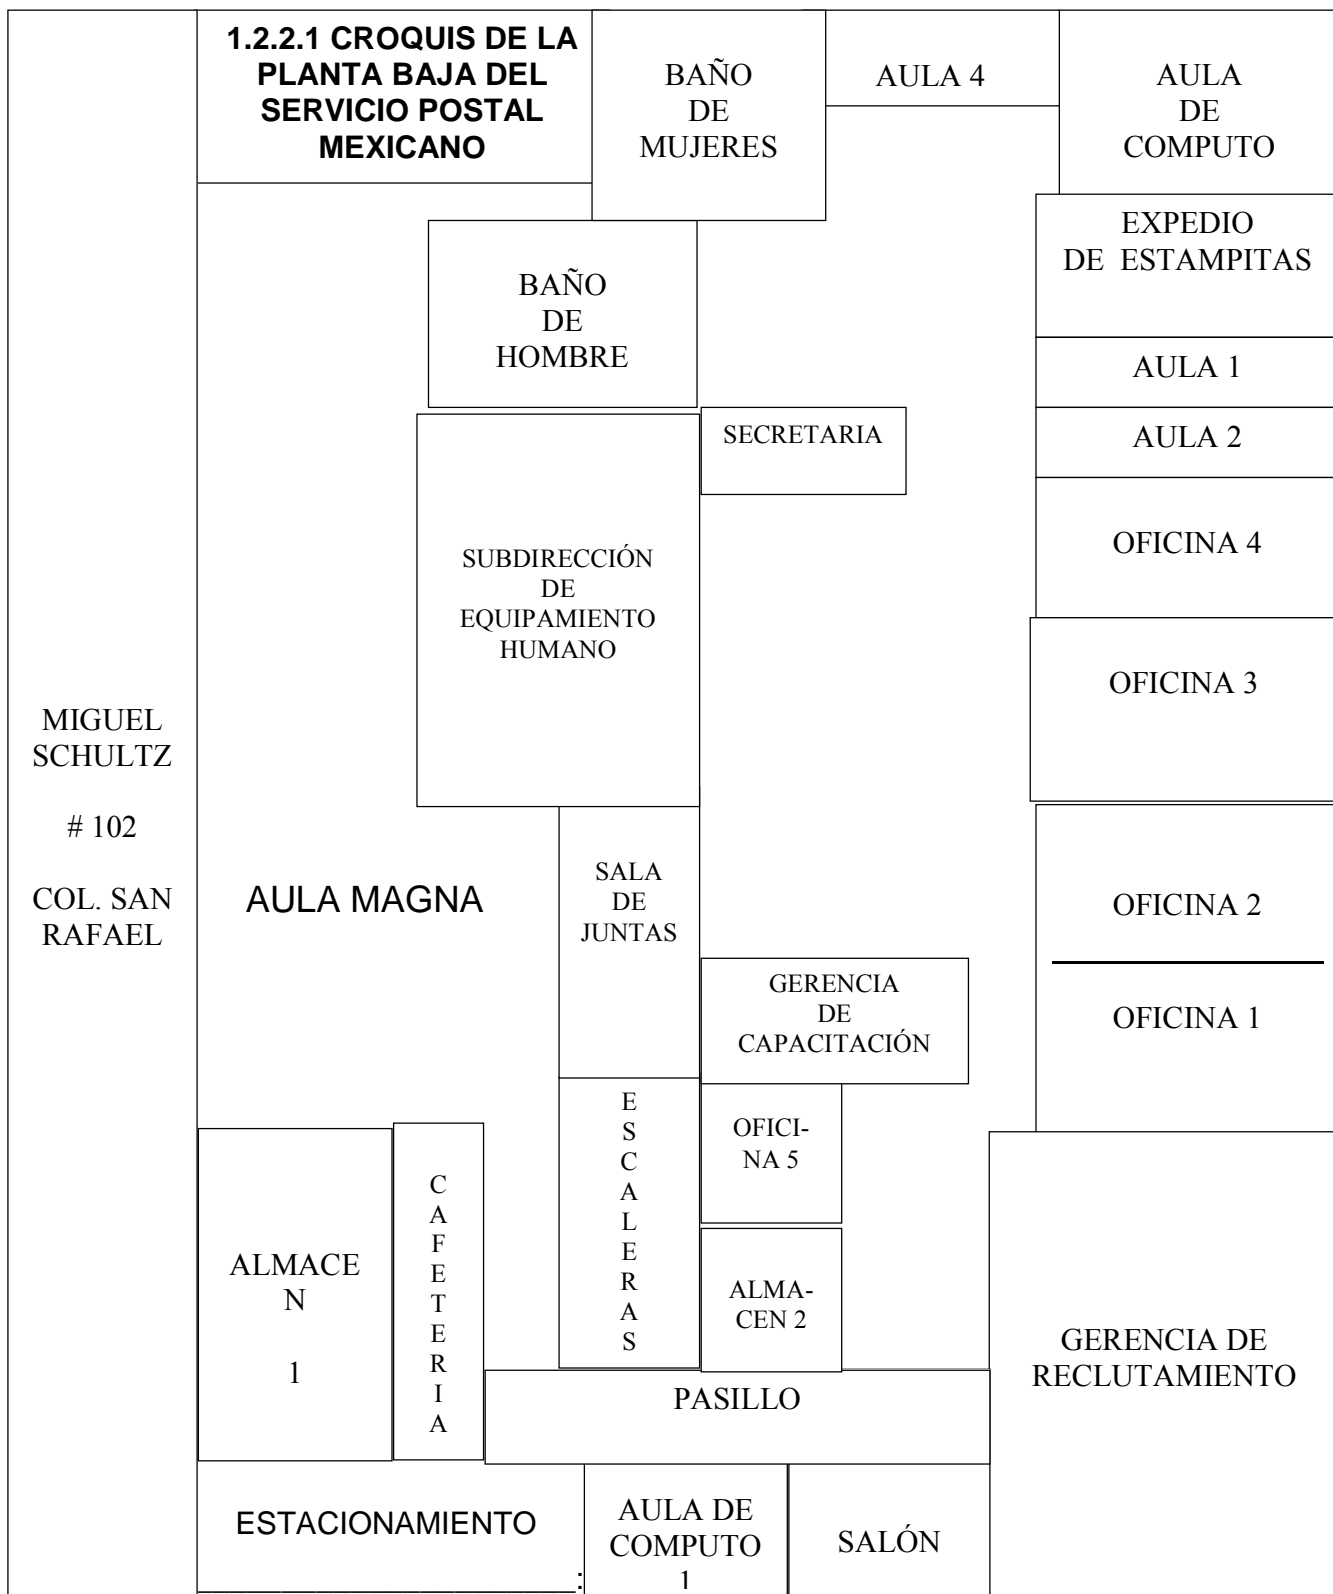 1.2.2.1 CROQUIS DE LA
PLANTA BAJA DEL
SERVICIO POSTAL
MEXICANO
BAÑO
DE
MUJERES
AULA 4
AULA
DE
COMPUTO
EXPEDIO
DE ESTAMPITAS
BAÑO
DE
HOMBRE
AULA 1
SECRETARIA
AULA 2
SUBDIRECCIÓN
DE
EQUIPAMIENTO
HUMANO
OFICINA 4
OFICINA 3
MIGUEL
SCHULTZ
# 102
COL. SAN
RAFAEL
AULA MAGNA
SALA
DE
JUNTAS
OFICINA 2
GERENCIA
DE
CAPACITACIÓN
OFICINA 1
E
S
C
A
L
E
R
A
S
OFICI-
NA 5
ALMACE
N
1
C
A
F
E
T
E
R
I
A
ALMA-
CEN 2
GERENCIA DE
RECLUTAMIENTO
PASILLO
ESTACIONAMIENTO
________________________:
AULA DE
COMPUTO
1
SALÓN